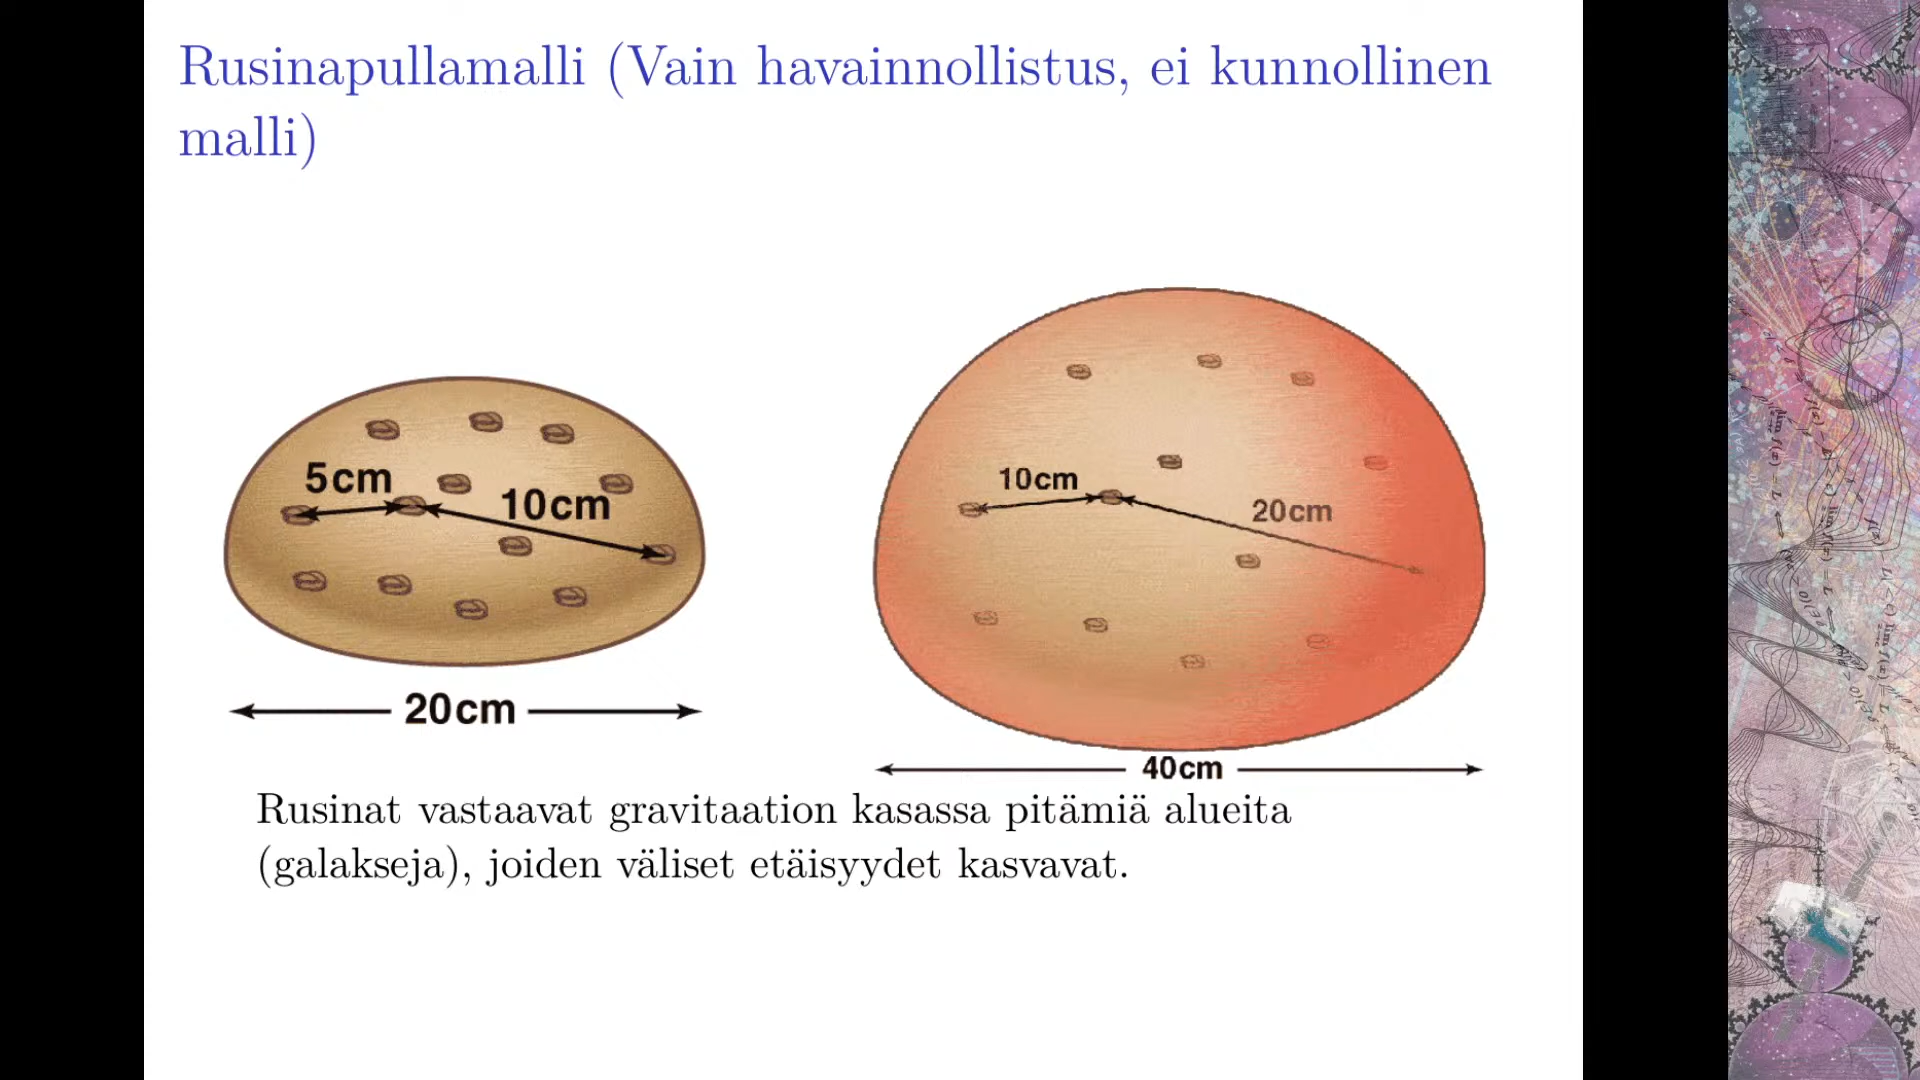 Rusinapullamalli (Vain havainnollistus, ei kunnollinen
malli)
5cm
10cm
20cm
10cm
20cm
40cm
Rusinat vastaavat gravitaation kasassa pitämiä alueita
(galakseja), joiden väliset etäisyydet kasvavat.